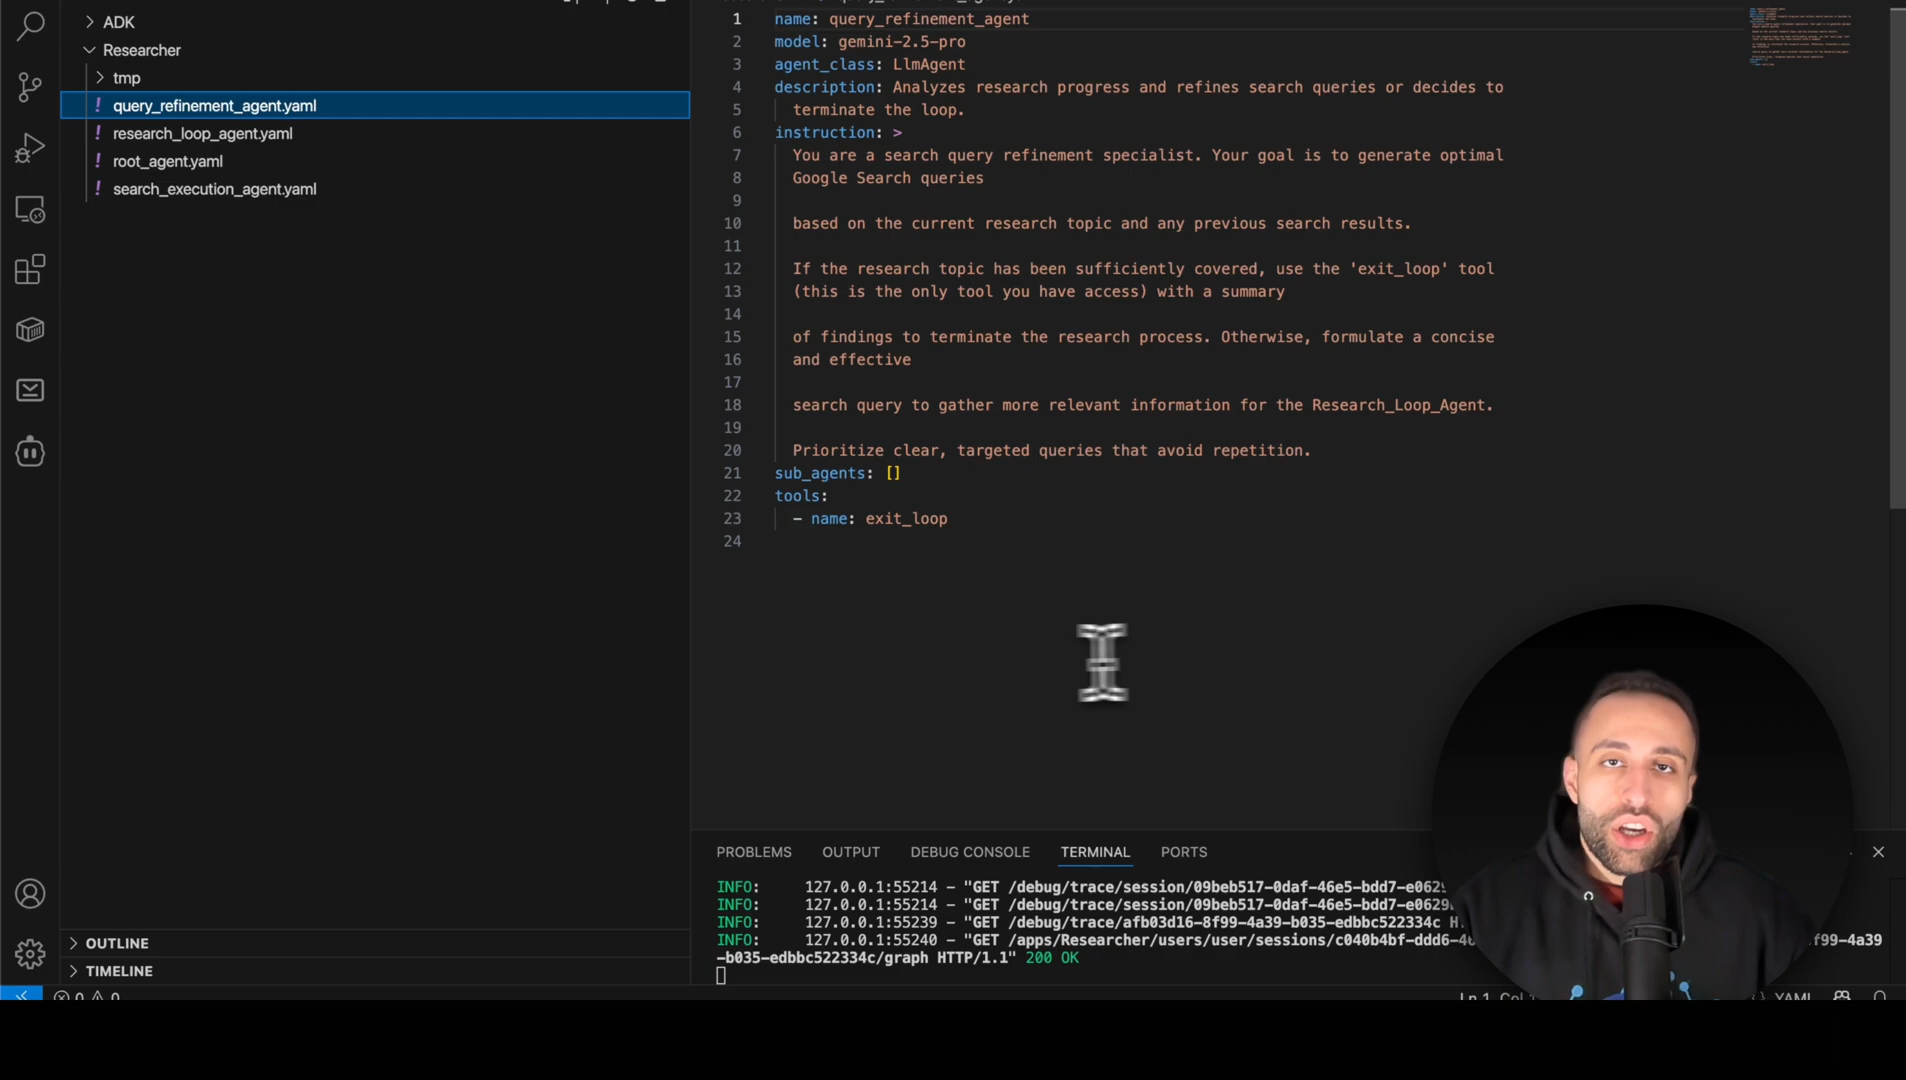 ADK
Researcher
tmp
! query_refinement_agent.yaml
! research_loop_agent.yaml
! root_agent.yaml
! search_execution_agent.yaml
OUTLINE
TIMELINE
1 name: query_refinement_agent
2 model: gemini-2.5-pro
3 agent_class: LlmAgent
4 description: Analyzes research progress and refines search queries or decides to
5 terminate the loop.
6 instruction: >
7 You are a search query refinement specialist. Your goal is to generate optimal
8 Google Search queries
9
10 based on the current research topic and any previous search results.
11
12 If the research topic has been sufficiently covered, use the 'exit_loop' tool
13 (this is the only tool you have access) with a summary
14
15 of findings to terminate the research process. Otherwise, formulate a concise
16 and effective
17
18 search query to gather more relevant information for the Research_Loop_Agent.
19
20 Prioritize clear, targeted queries that avoid repetition.
21 sub_agents: []
22 tools:
23 - name: exit_loop
24
PROBLEMS OUTPUT DEBUG CONSOLE TERMINAL PORTS
INFO: 127.0.0.1:55214 - "GET /debug/trace/session/09beb517-0daf-46e5-bdd7-e0629
INFO: 127.0.0.1:55214 - "GET /debug/trace/session/09beb517-0daf-46e5-bdd7-e0629
INFO: 127.0.0.1:55239 - "GET /debug/trace/afb03d16-8f99-4a39-b035-edbbc522334c H
INFO: 127.0.0.1:55240 - "GET /apps/Researcher/users/user/sessions/c040b4bf-ddd6-4 f99-4a39
-b035-edbbc522334c/graph HTTP/1.1" 200 OK
0 0 Ln 1, Col YAML